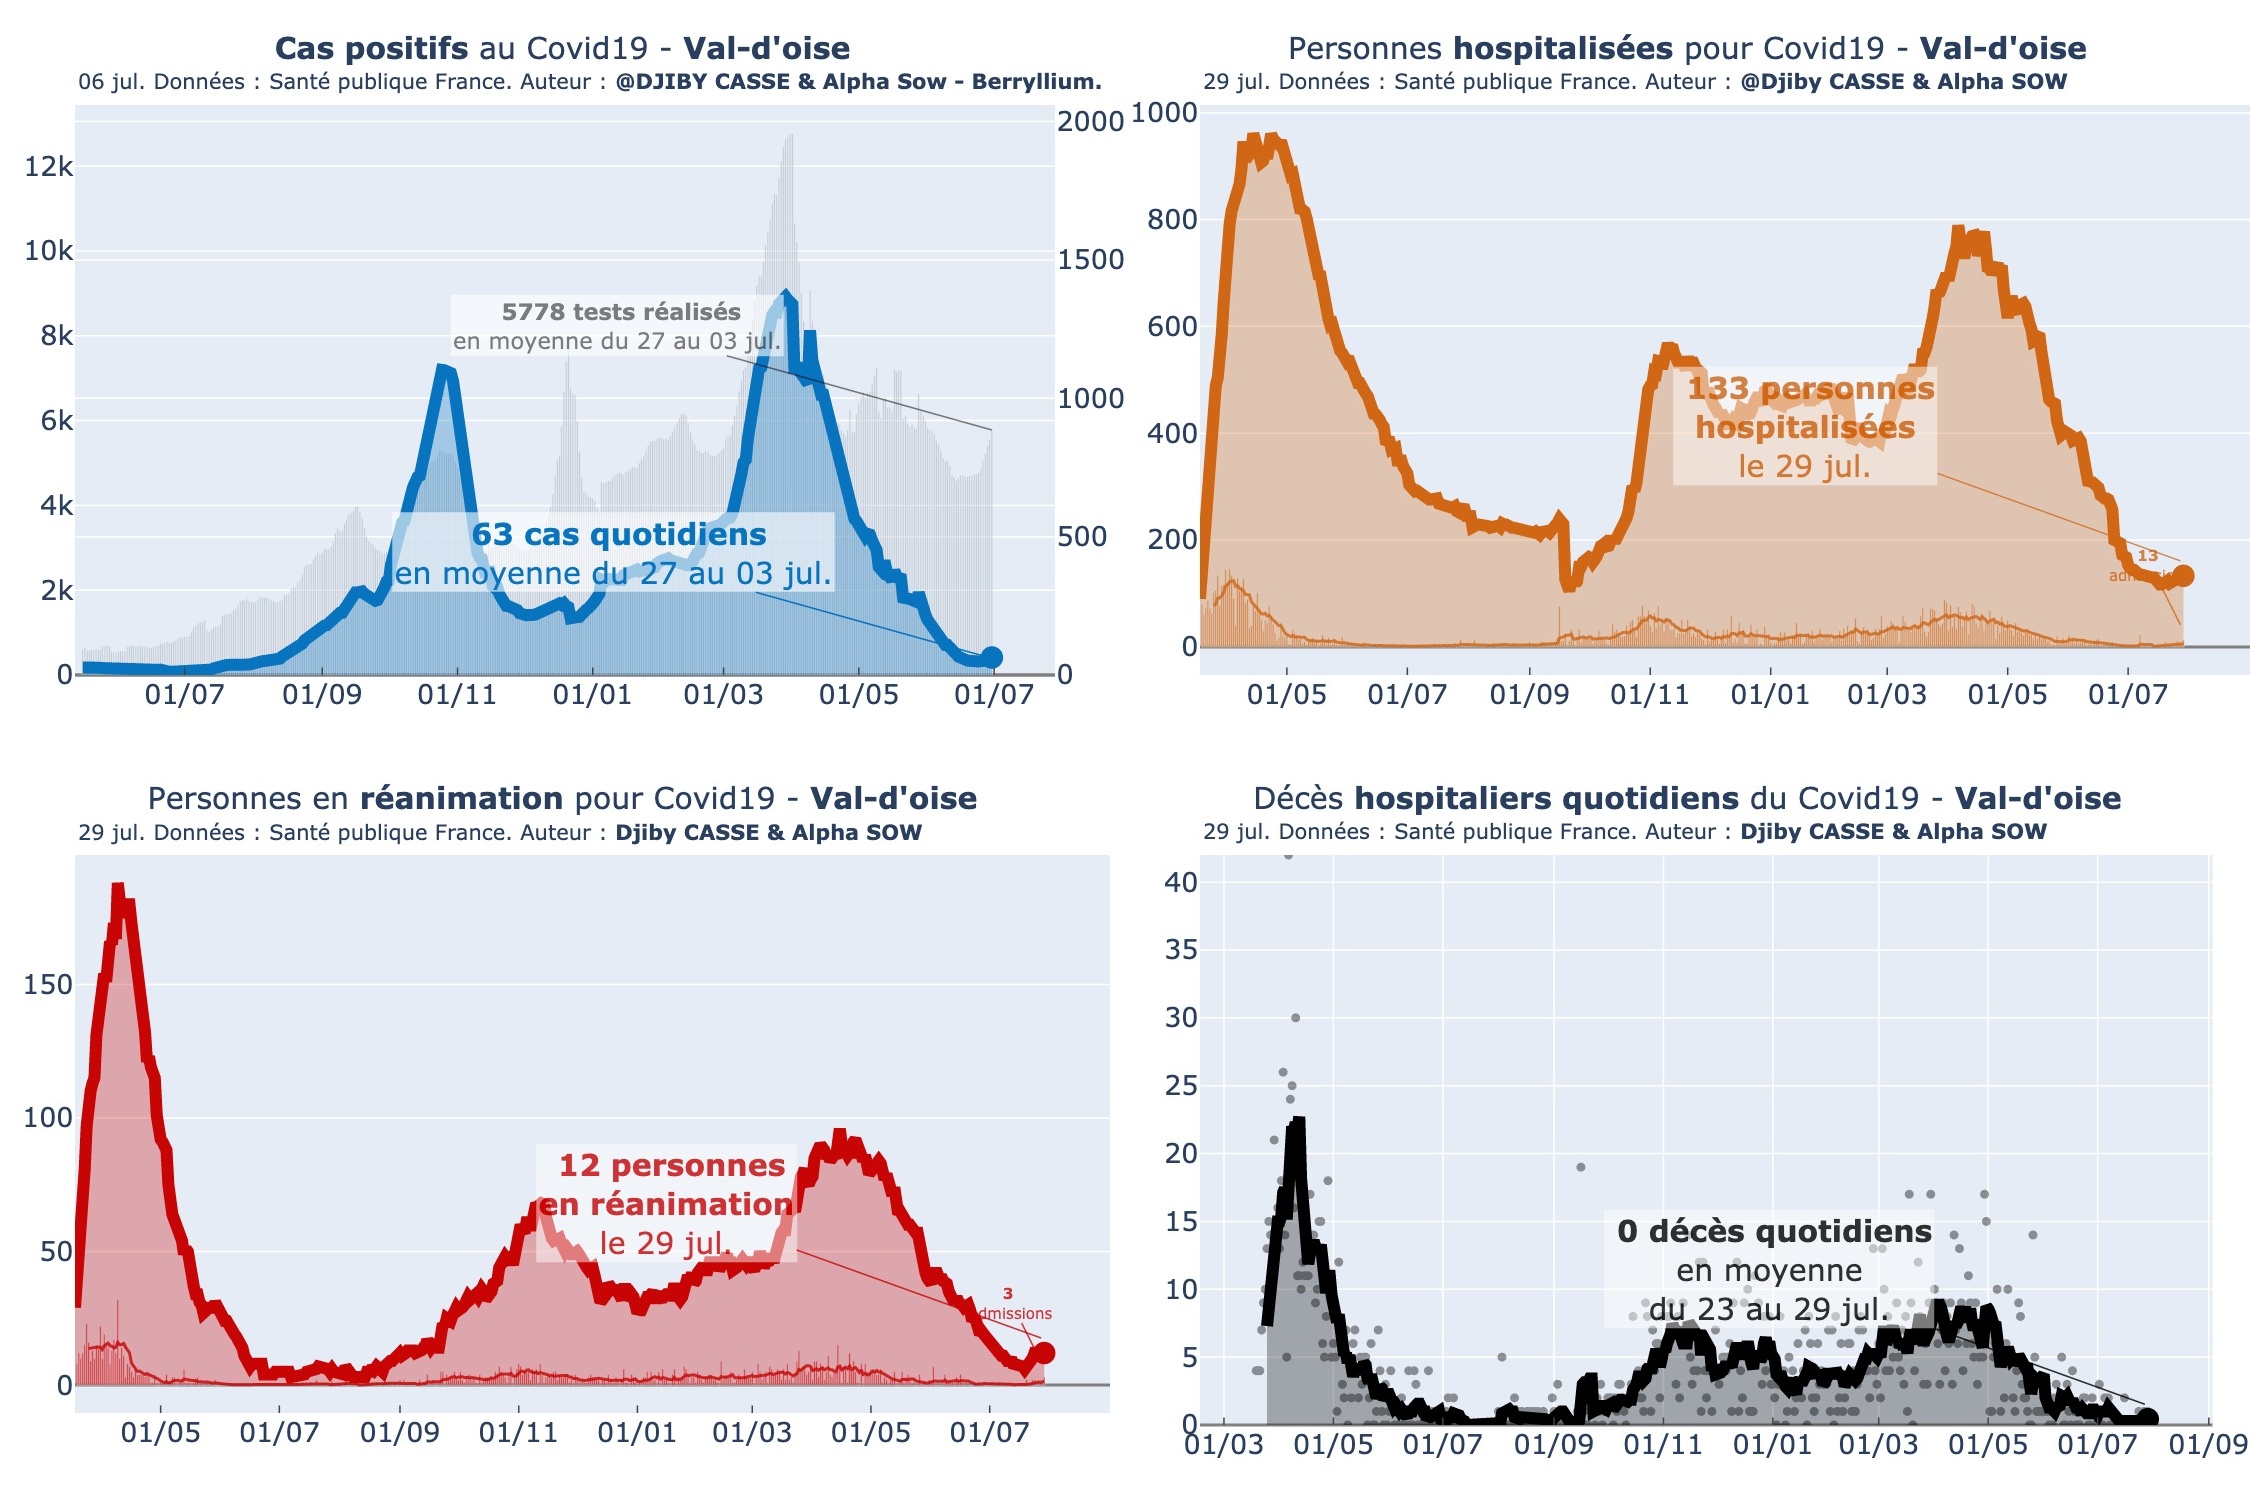 Cas positifs au Covid19 - Val-d'oise
06 jul. Données : Santé publique France. Auteur : @DJIBY CASSE & Alpha Sow - Berryllium.
12k
10k
8k
6k
4k
2k
0
2000
1500
1000
500
0
5778 tests réalisés
en moyenne du 27 au 03 jul.
63 cas quotidiens
en moyenne du 27 au 03 jul.
01/07 01/09 01/11 01/01 01/03 01/05 01/07
Personnes hospitalisées pour Covid19 - Val-d'oise
29 jul. Données : Santé publique France. Auteur : @Djiby CASSE & Alpha SOW
1000
800
600
400
200
0
133 personnes
hospitalisées
le 29 jul.
13
01/05 01/07 01/09 01/11 01/01 01/03 01/05 01/07
Personnes en réanimation pour Covid19 - Val-d'oise
29 jul. Données : Santé publique France. Auteur : Djiby CASSE & Alpha SOW
150
100
50
0
12 personnes
en réanimation
le 29 jul.
3
dmissions
01/05 01/07 01/09 01/11 01/01 01/03 01/05 01/07
Décès hospitaliers quotidiens du Covid19 - Val-d'oise
29 jul. Données : Santé publique France. Auteur : Djiby CASSE & Alpha SOW
40
35
30
25
20
15
10
5
0
0 décès quotidiens
en moyenne
du 23 au 29 jul.
01/03 01/05 01/07 01/09 01/11 01/01 01/03 01/05 01/07 01/09